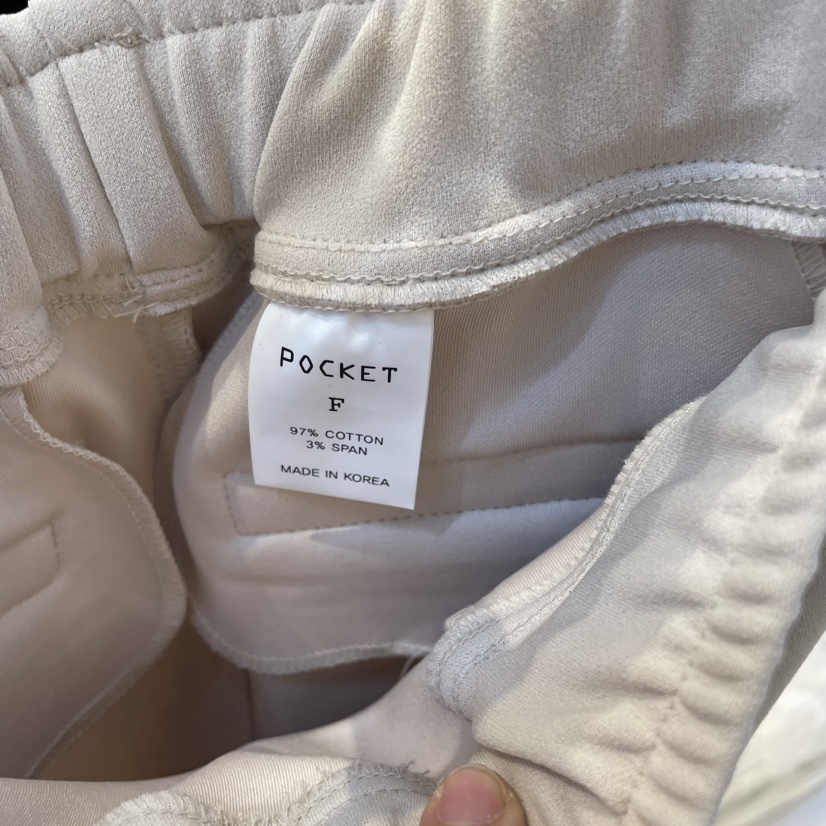 POCKET
F
97% COTTON
3% SPAN
MADE IN KOREA